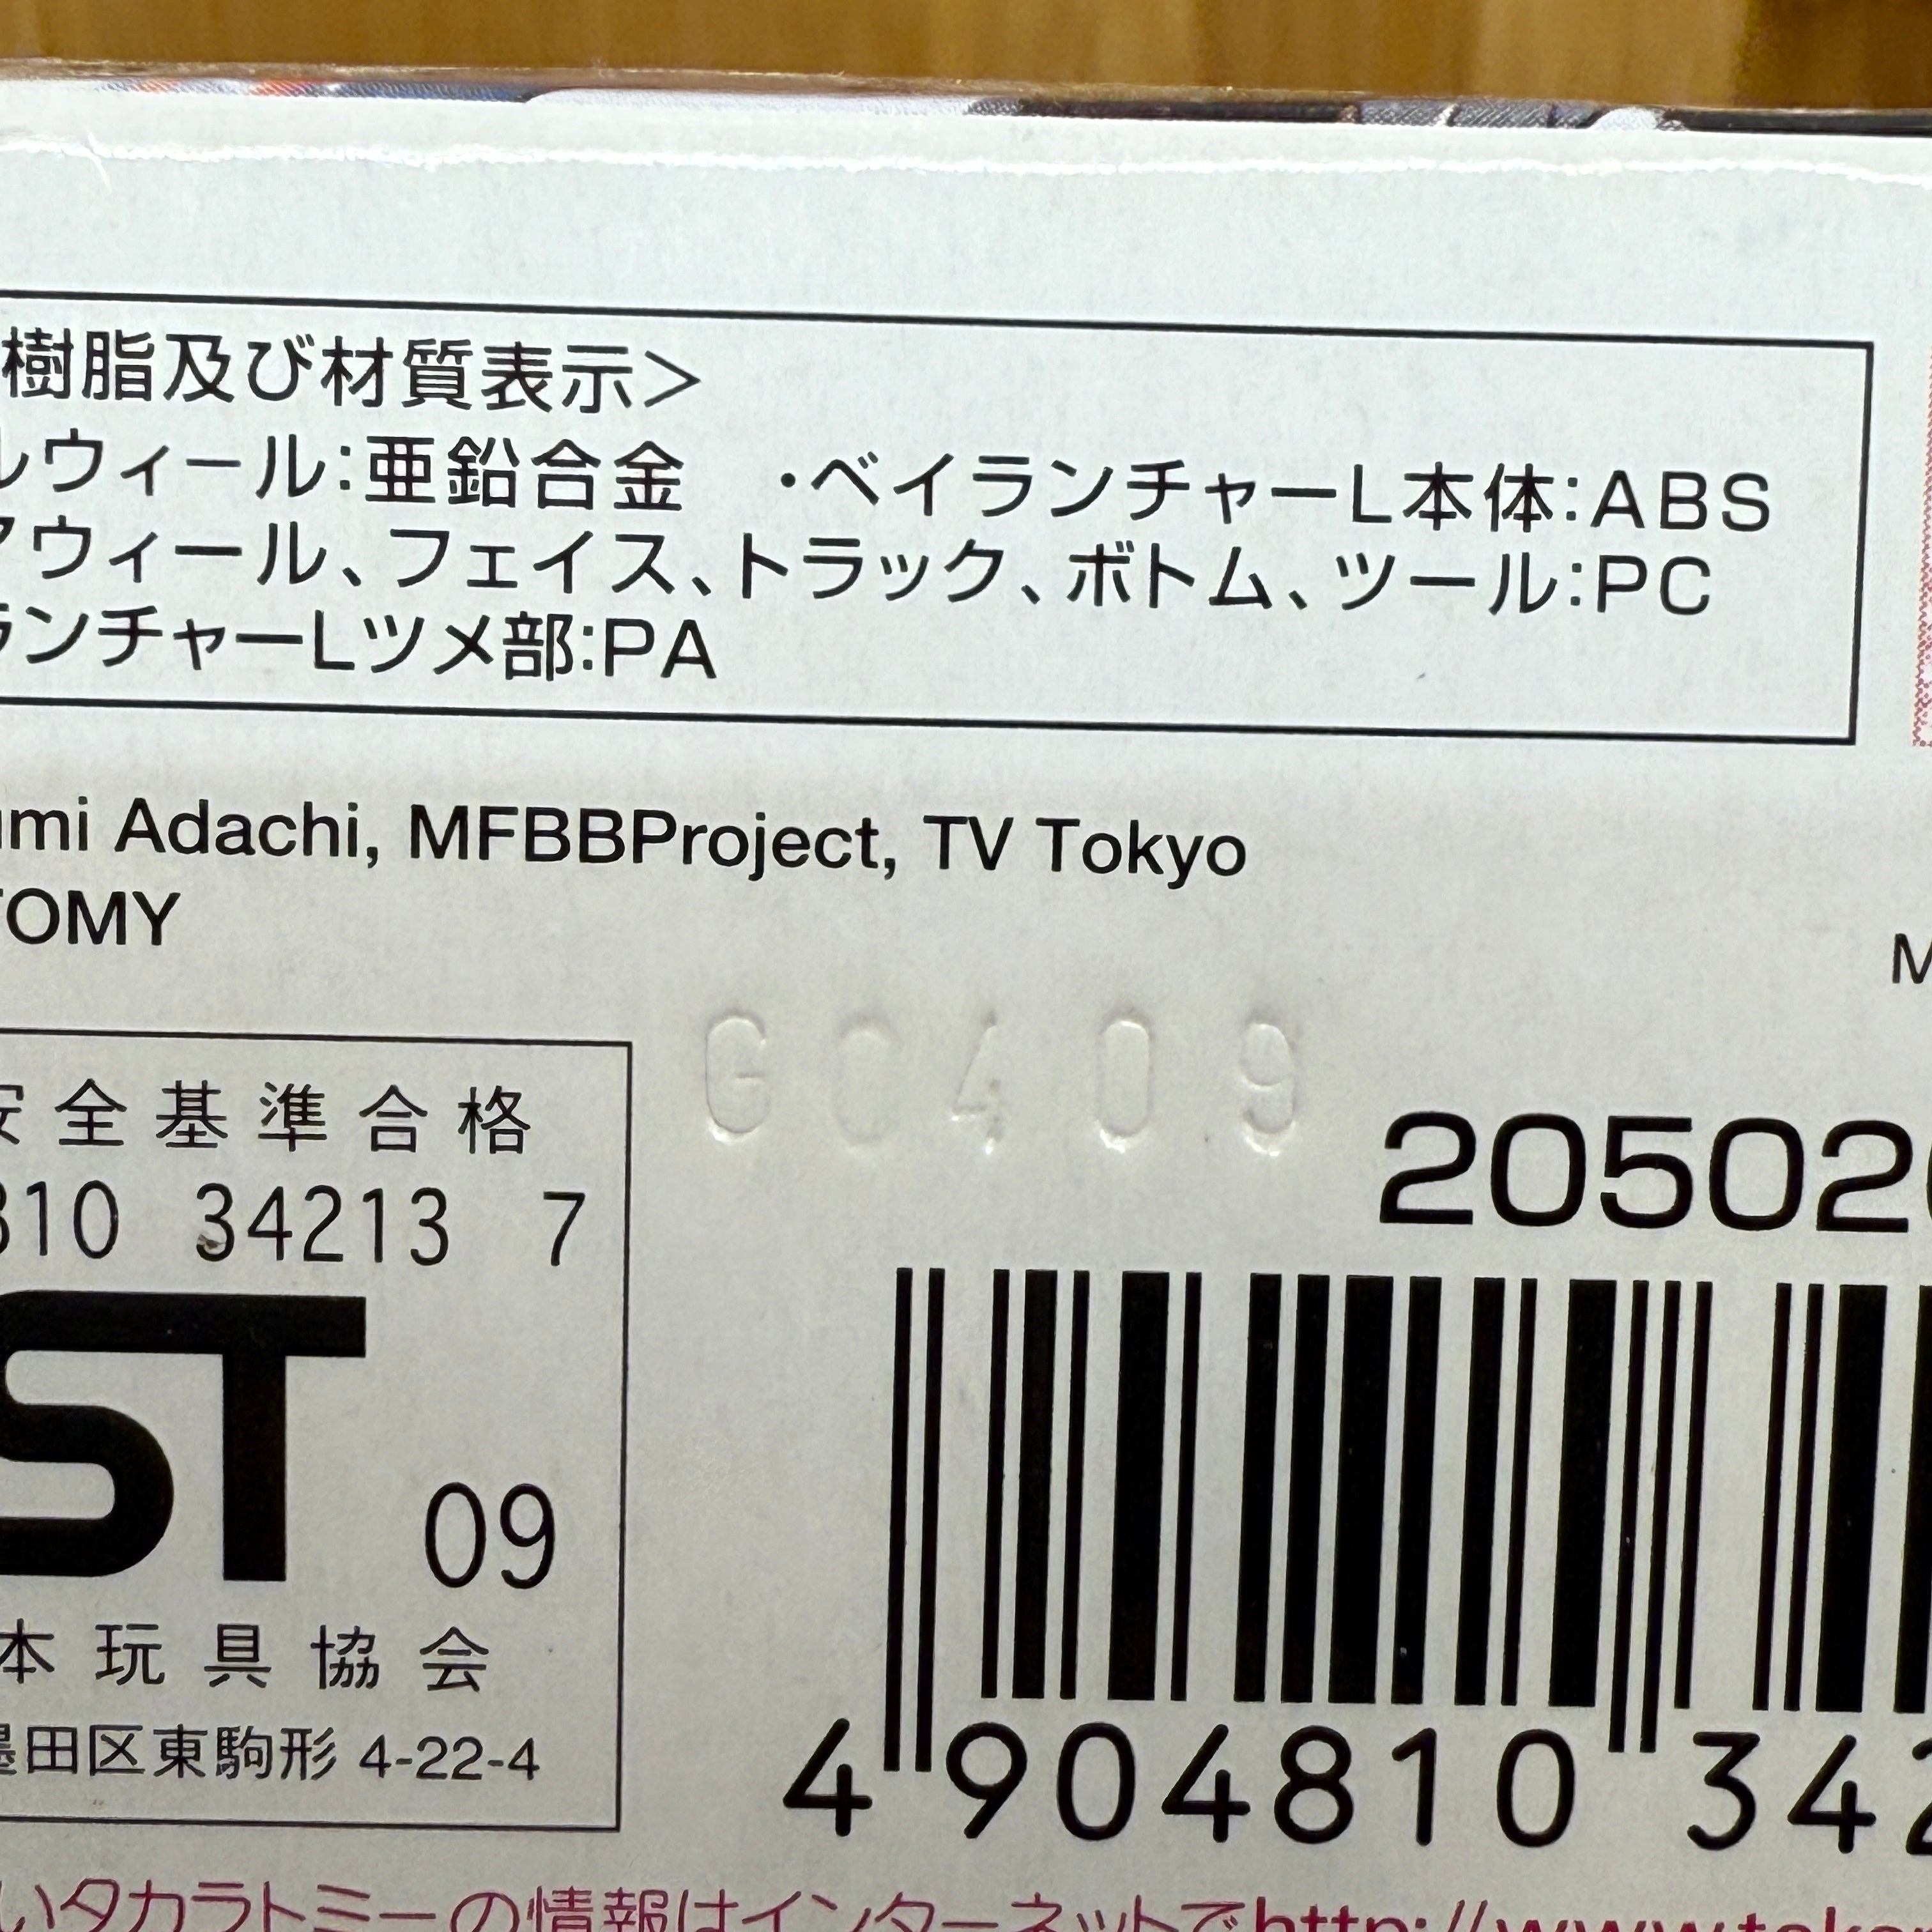 樹脂及び材質表示>
ルウィール:亜鉛合金　・ベイランチャーL本体:ABS
アウィール、フェイス、トラック、ボトム、ツール:PC
ランチャーLツメ部:PA
umi Adachi, MFBBProject, TV Tokyo
TOMY
M
G0409
安全基準合格
810 34213 7
20502
ST 09
本玩具協会
墨田区東駒形 4-22-4
4 904810 342
いタカラトミーの情報はインターネットでhttp://www.taka